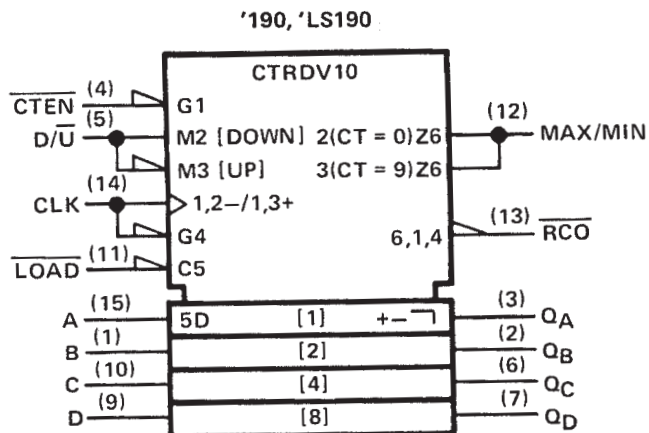 '190, 'LS190
CTRDV10
CTEN (4) G1
D/U (5) M2 [DOWN] 2(CT = 0)Z6 (12) MAX/MIN
M3 [UP] 3(CT = 9)Z6
CLK (14) 1,2−/1,3+
G4 6,1,4 (13) RCO
LOAD (11) C5
A (15) 5D [1] +− (3) QA
B (1) [2] (2) QB
C (10) [4] (6) QC
D (9) [8] (7) QD